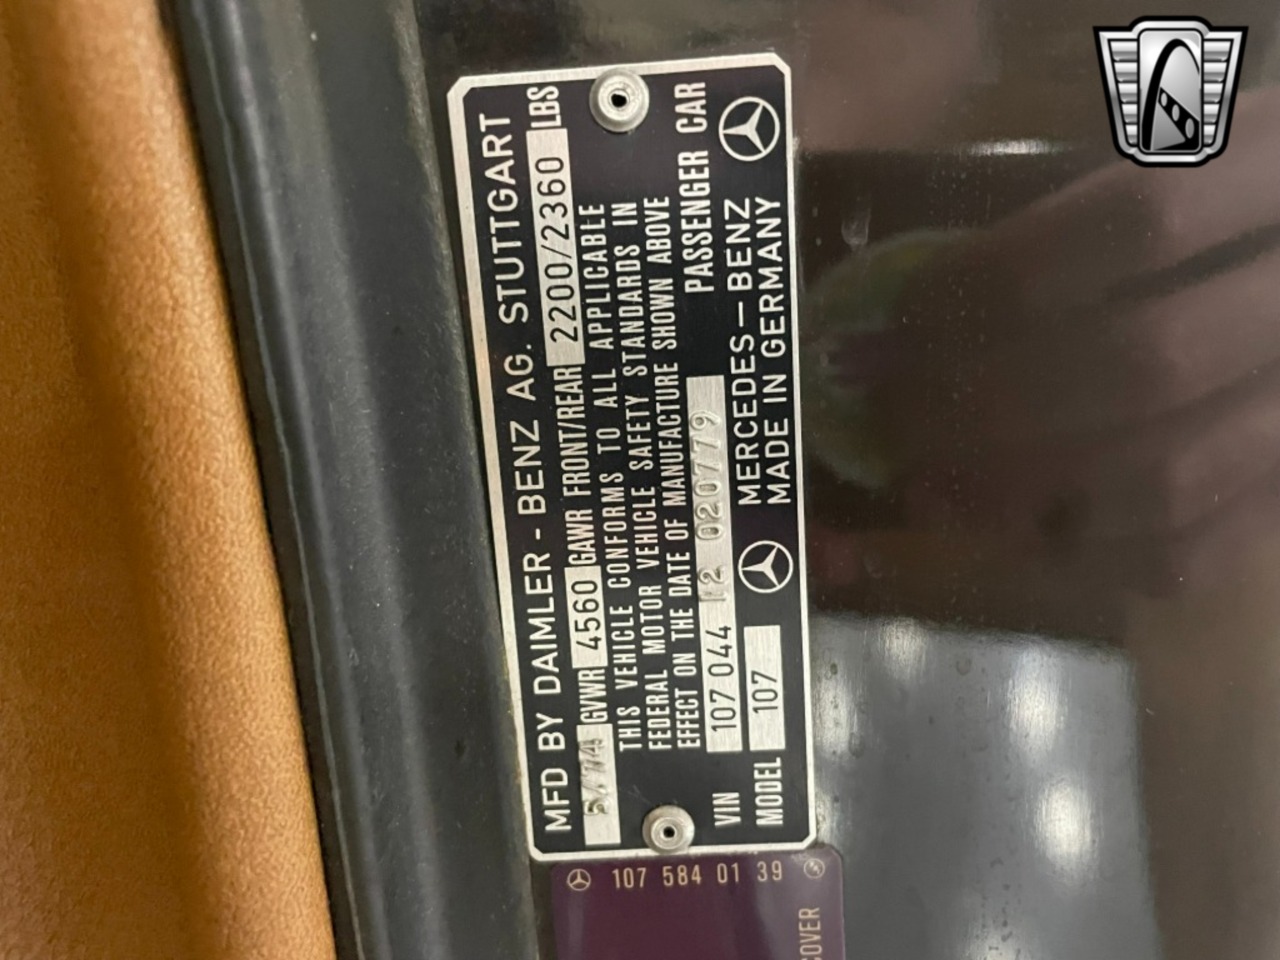 MFD BY DAIMLER - BENZ AG. STUTTGART
5/74 GVWR 4560 GAWR FRONT/REAR 2200/2360 LBS
THIS VEHICLE CONFORMS TO ALL APPLICABLE
FEDERAL MOTOR VEHICLE SAFETY STANDARDS IN
EFFECT ON THE DATE OF MANUFACTURE SHOWN ABOVE
VIN 107 044 12 020779 PASSENGER CAR
MODEL 107 MERCEDES-BENZ
MADE IN GERMANY
107 584 01 39
COVER